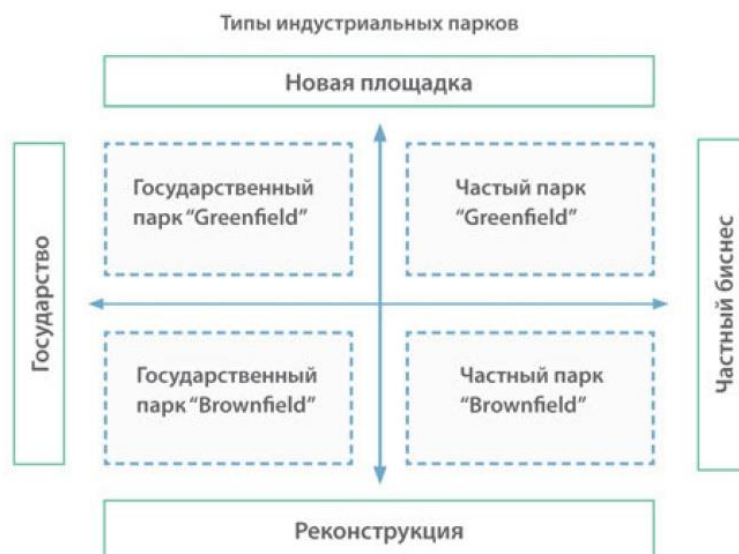 Типы индустриальных парков
Новая площадка
Государство
Государственный
парк “Greenfield”
Частый парк
“Greenfield”
Частный бизнес
Государственный
парк “Brownfield”
Частный парк
“Brownfield”
Реконструкция